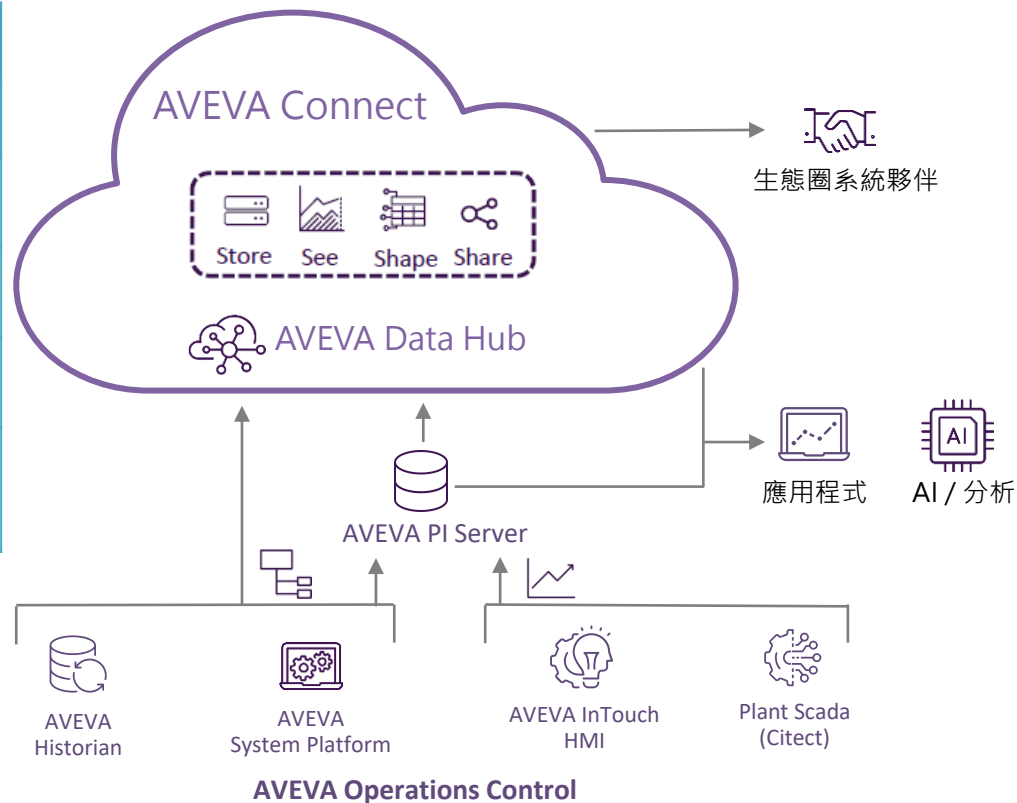 AVEVA Connect
生態圈系統夥伴
Store See Shape Share
AVEVA Data Hub
AI
應用程式 AI / 分析
AVEVA PI Server
AVEVA
Historian
AVEVA
System Platform
AVEVA InTouch
HMI
Plant Scada
(Citect)
AVEVA Operations Control